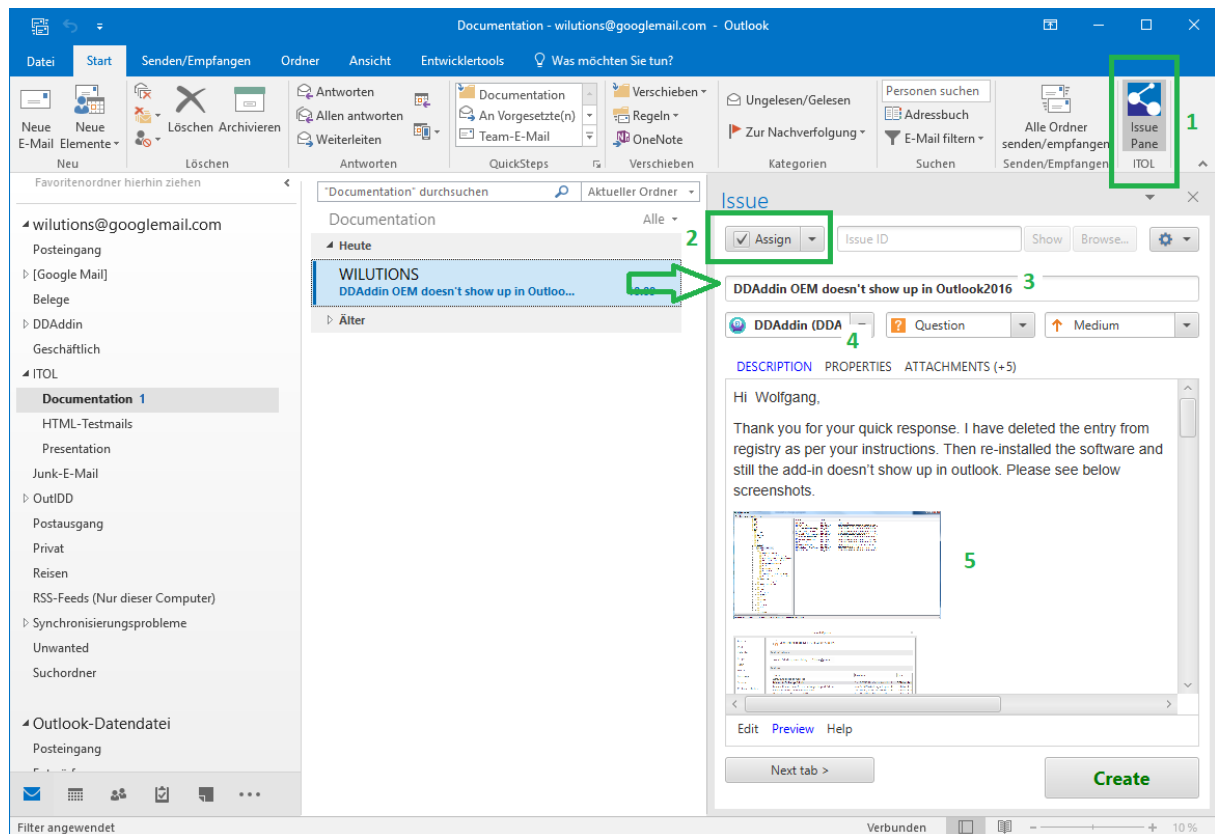 Documentation - wilutions@googlemail.com - Outlook
Datei Start Senden/Empfangen Ordner Ansicht Entwicklertools Was möchten Sie tun?
Neue E-Mail
Neue Elemente
Neu
Löschen Archivieren
Löschen
Antworten
Allen antworten
Weiterleiten
Antworten
Documentation
An Vorgesetzte(n)
Team-E-Mail
QuickSteps
Verschieben
Regeln
OneNote
Verschieben
Ungelesen/Gelesen
Zur Nachverfolgung
Kategorien
Personen suchen
Adressbuch
E-Mail filtern
Suchen
Alle Ordner
senden/empfangen
Senden/Empfangen
Issue
Pane
ITOL
1
Favoritenordner hierhin ziehen
wilutions@googlemail.com
Posteingang
[Google Mail]
Belege
DDAddin
Geschäftlich
ITOL
Documentation 1
HTML-Testmails
Presentation
Junk-E-Mail
OutIDD
Postausgang
Privat
Reisen
RSS-Feeds (Nur dieser Computer)
Synchronisierungsprobleme
Unwanted
Suchordner
Outlook-Datendatei
Posteingang
"Documentation" durchsuchen Aktueller Ordner
Documentation Alle
Heute
WILUTIONS
DDAddin OEM doesn't show up in Outloo...
Älter
Issue
2 Assign Issue ID Show Browse...
DDAddin OEM doesn't show up in Outlook2016 3
DDAddin (DDA Question Medium
4
DESCRIPTION PROPERTIES ATTACHMENTS (+5)
Hi Wolfgang,
Thank you for your quick response. I have deleted the entry from
registry as per your instructions. Then re-installed the software and
still the add-in doesn't show up in outlook. Please see below
screenshots.
5
Edit Preview Help
Next tab >
Create
Filter angewendet Verbunden 10 %